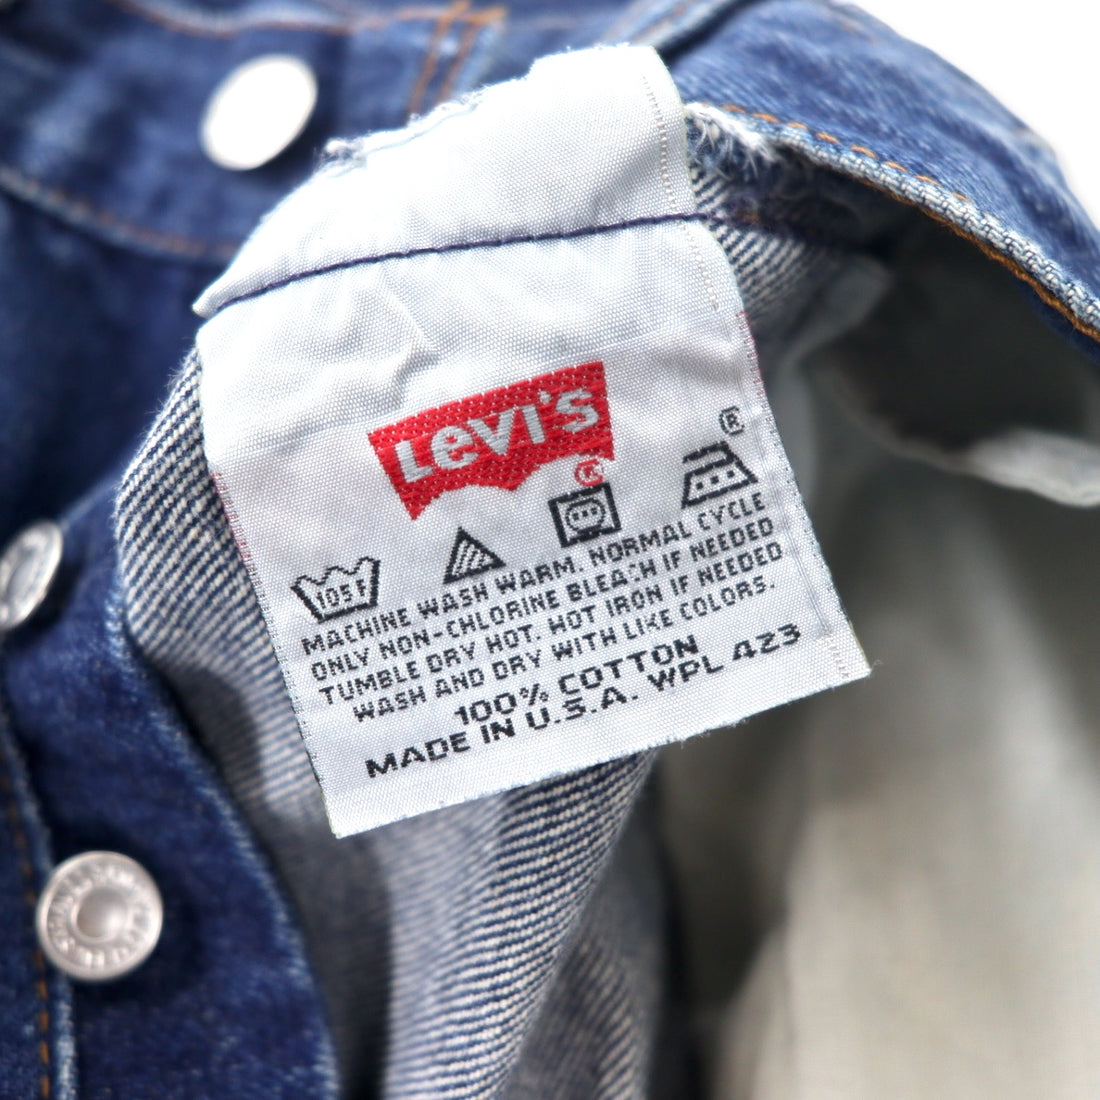 Levi's
®
®
105F
MACHINE WASH WARM. NORMAL CYCLE
ONLY NON-CHLORINE BLEACH IF NEEDED
TUMBLE DRY HOT. HOT IRON IF NEEDED
WASH AND DRY WITH LIKE COLORS.
100% COTTON
MADE IN U.S.A. WPL 423